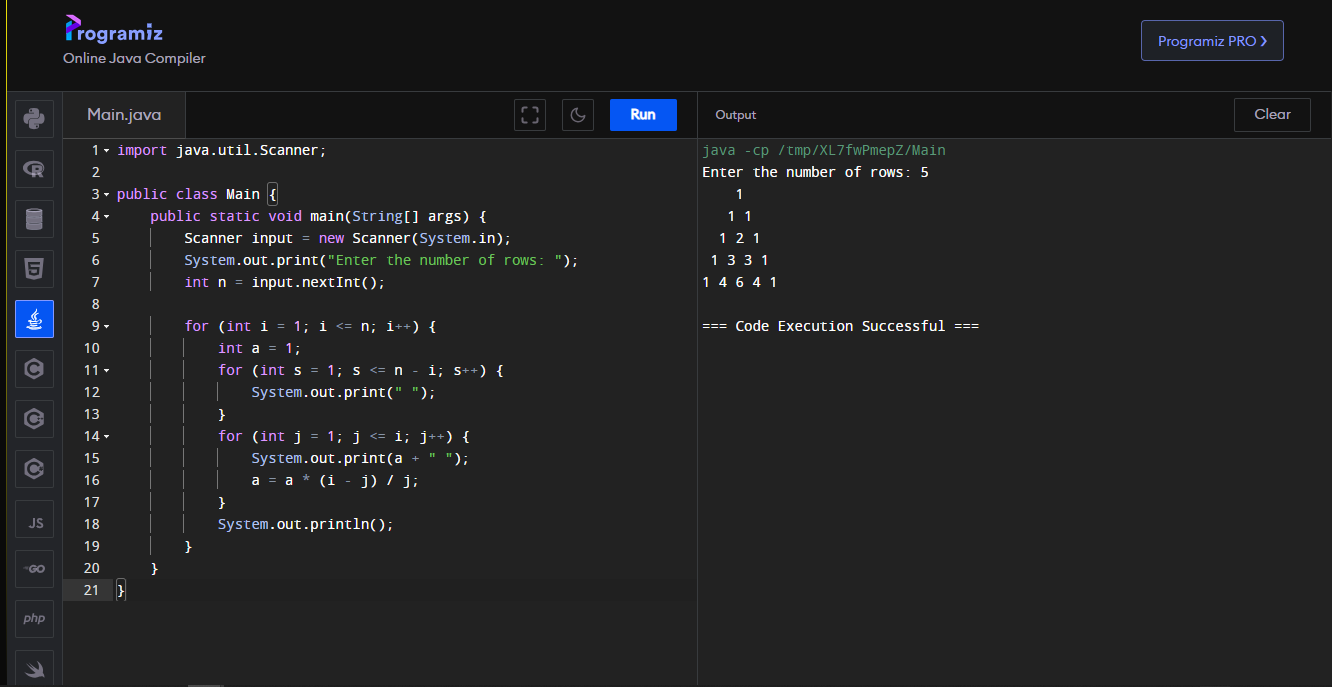 Programiz
Online Java Compiler
Programiz PRO ❯
Main.java
Run
Output
Clear
1 import java.util.Scanner;
2
3 public class Main {
4     public static void main(String[] args) {
5         Scanner input = new Scanner(System.in);
6         System.out.print("Enter the number of rows: ");
7         int n = input.nextInt();
8
9         for (int i = 1; i <= n; i++) {
10             int a = 1;
11             for (int s = 1; s <= n - i; s++) {
12                 System.out.print(" ");
13             }
14             for (int j = 1; j <= i; j++) {
15                 System.out.print(a + " ");
16                 a = a * (i - j) / j;
17             }
18             System.out.println();
19         }
20     }
21 }
java -cp /tmp/XL7fwPmepZ/Main
Enter the number of rows: 5
    1
   1 1
  1 2 1
 1 3 3 1
1 4 6 4 1
=== Code Execution Successful ===
R
5
C
C
C
JS
GO
php